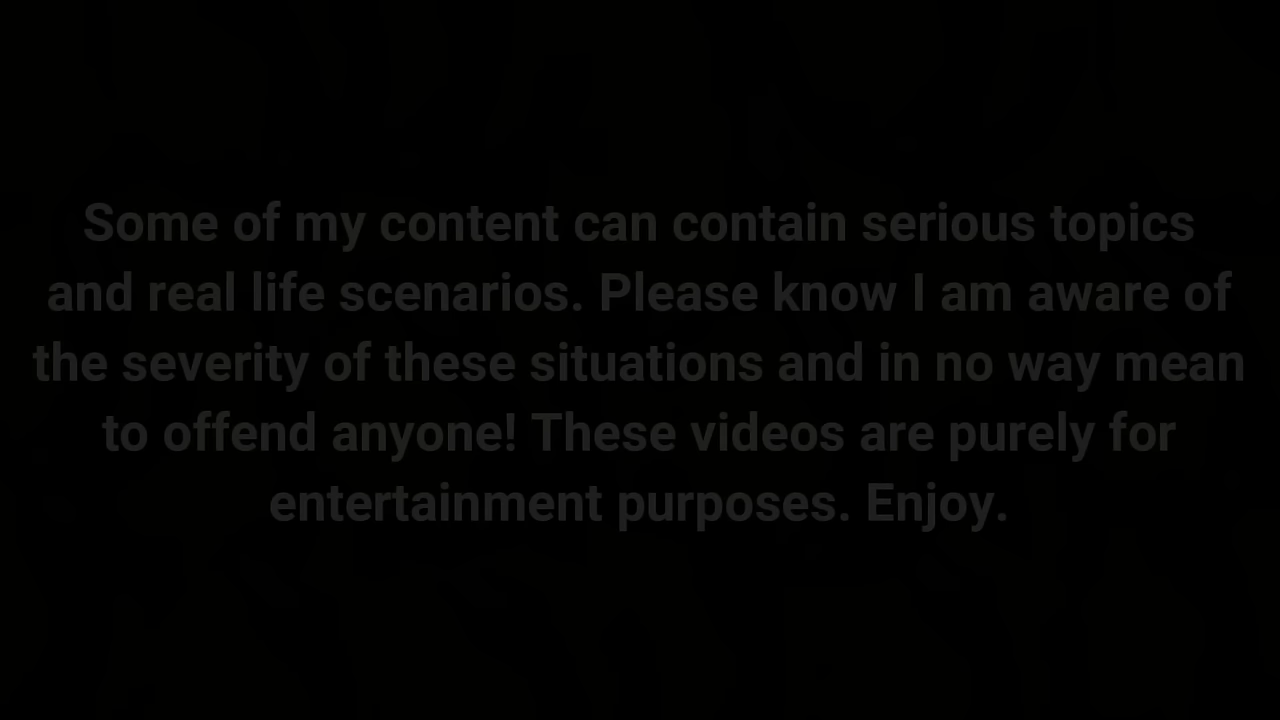 Some of my content can contain serious topics
and real life scenarios. Please know I am aware of
the severity of these situations and in no way mean
to offend anyone! These videos are purely for
entertainment purposes. Enjoy.